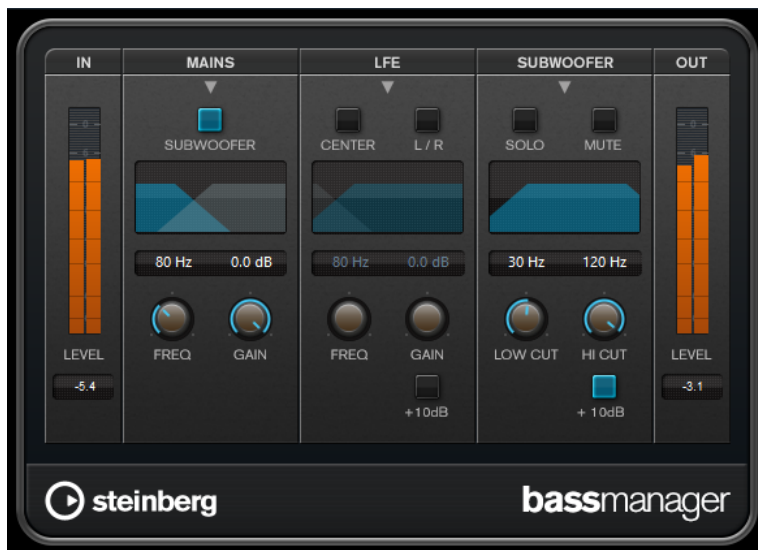 IN MAINS LFE SUBWOOFER OUT
SUBWOOFER CENTER L / R SOLO MUTE
80 Hz 0.0 dB 80 Hz 0.0 dB 30 Hz 120 Hz
LEVEL FREQ GAIN FREQ GAIN LOW CUT HI CUT LEVEL
-5.4 -3.1
+10dB + 10dB
steinberg bassmanager